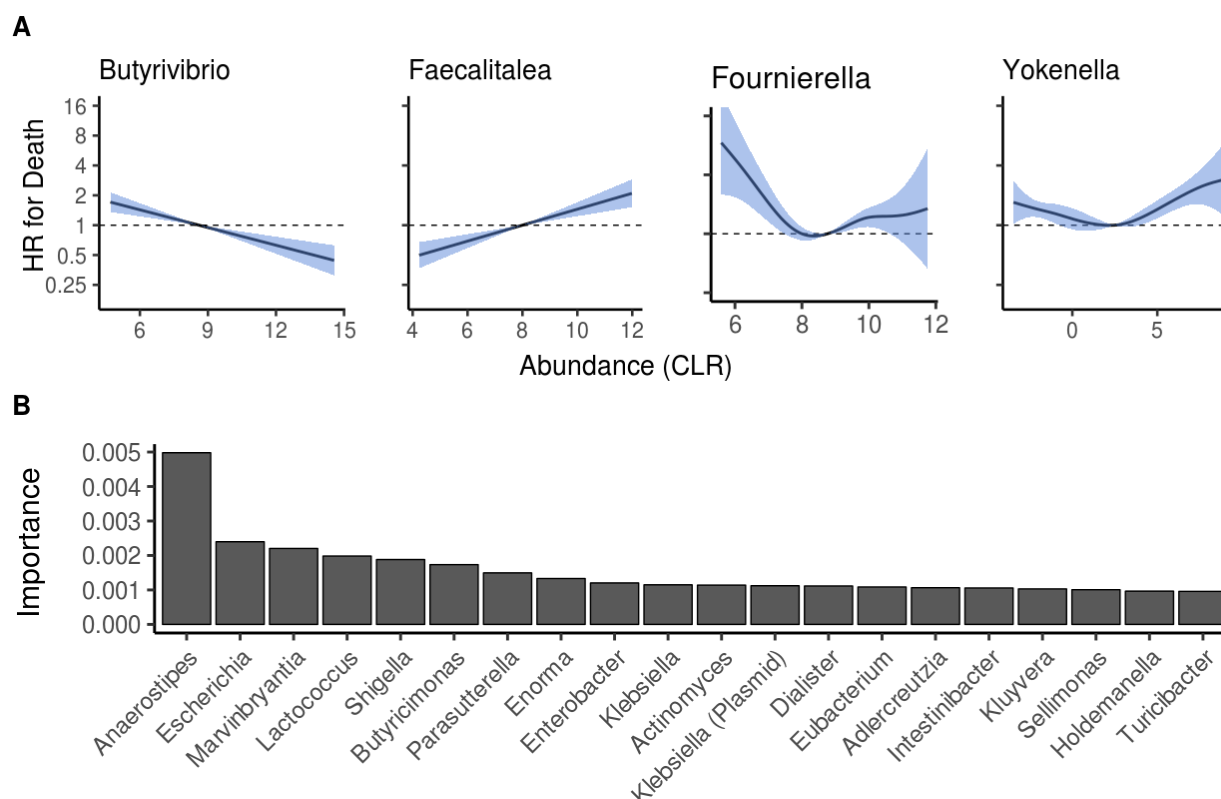 A
Butyrivibrio Faecalitalea Fournierella Yokenella
HR for Death
16
8
4
2
1
0.5
0.25
6 9 12 15 4 6 8 10 12 6 8 10 12 0 5
Abundance (CLR)
B
Importance
0.005
0.004
0.003
0.002
0.001
0.000
Anaerostipes
Escherichia
Marvinbryantia
Lactococcus
Shigella
Butyricimonas
Parasutterella
Enorma
Enterobacter
Klebsiella
Actinomyces
Klebsiella (Plasmid)
Dialister
Eubacterium
Adlercreutzia
Intestinibacter
Kluyvera
Sellimonas
Holdemanella
Turicibacter